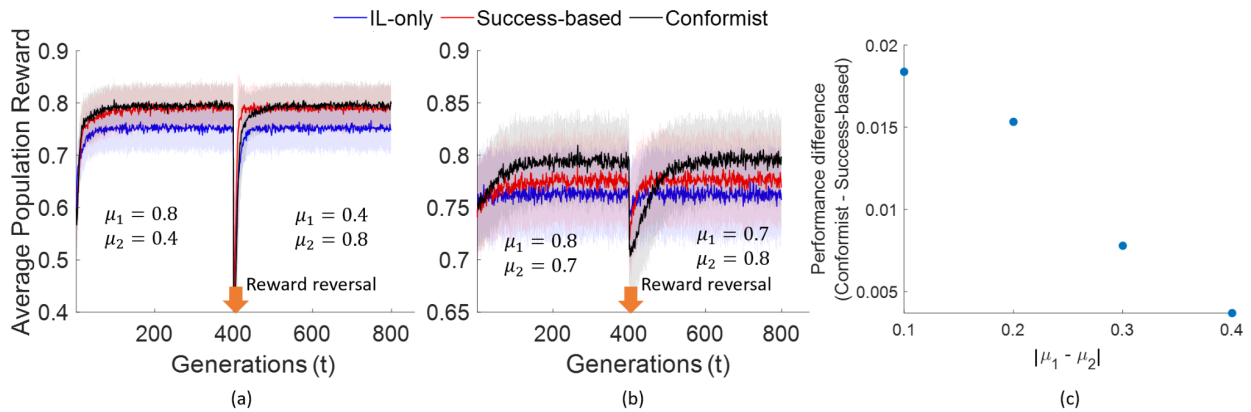 IL-only Success-based Conformist
Average Population Reward
0.9
0.8
0.7
0.6
0.5
0.4
μ1 = 0.8
μ2 = 0.4
μ1 = 0.4
μ2 = 0.8
Reward reversal
200 400 600 800
Generations (t)
(a)
0.9
0.85
0.8
0.75
0.7
0.65
μ1 = 0.8
μ2 = 0.7
μ1 = 0.7
μ2 = 0.8
Reward reversal
200 400 600 800
Generations (t)
(b)
Performance difference
(Conformist - Success-based)
0.02
0.015
0.01
0.005
0.1 0.2 0.3 0.4
|μ1 - μ2|
(c)